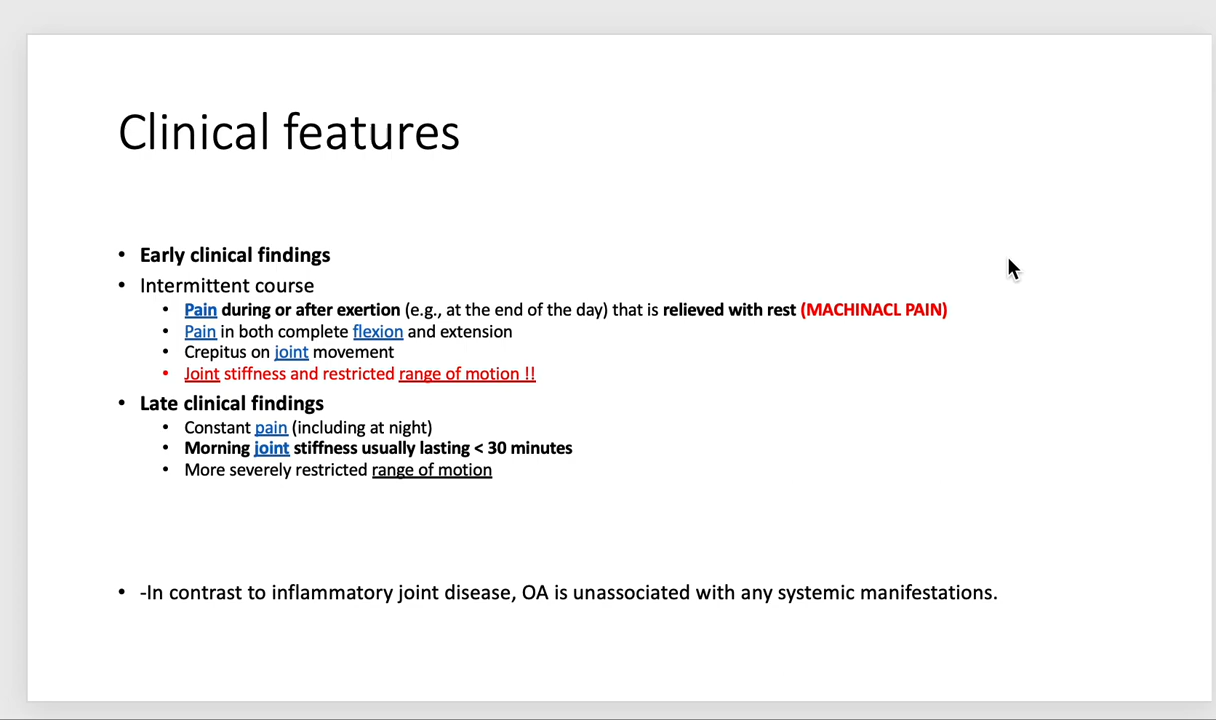 Clinical features
• Early clinical findings
• Intermittent course
• Pain during or after exertion (e.g., at the end of the day) that is relieved with rest (MACHINACL PAIN)
• Pain in both complete flexion and extension
• Crepitus on joint movement
• Joint stiffness and restricted range of motion !!
• Late clinical findings
• Constant pain (including at night)
• Morning joint stiffness usually lasting < 30 minutes
• More severely restricted range of motion
• -In contrast to inflammatory joint disease, OA is unassociated with any systemic manifestations.